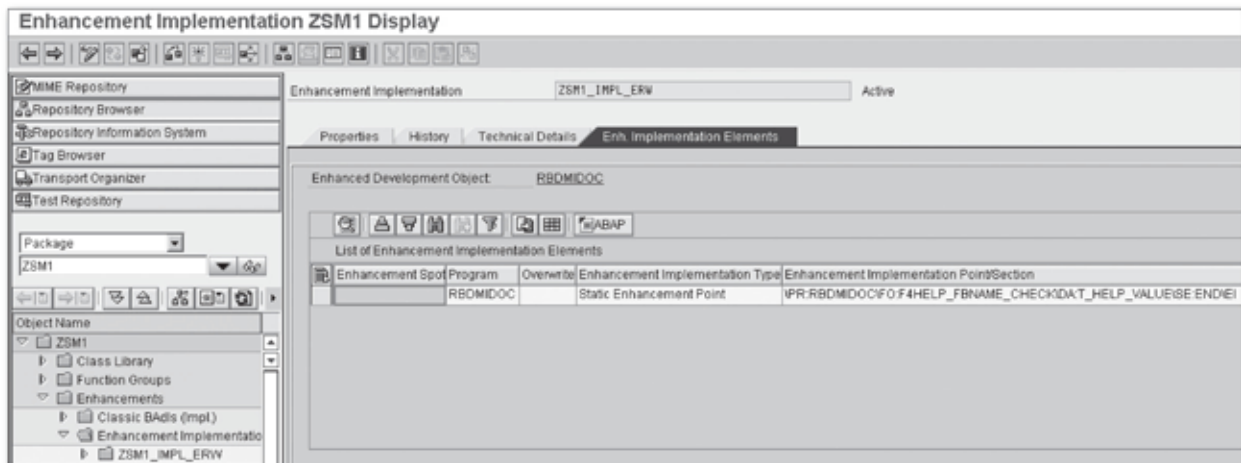 Enhancement Implementation ZSM1 Display
MIME Repository
Repository Browser
Repository Information System
Tag Browser
Transport Organizer
Test Repository
Package
ZSM1
Object Name
ZSM1
Class Library
Function Groups
Enhancements
Classic BAdIs (Impl.)
Enhancement Implementatio
ZSM1_IMPL_ERW
Enhancement Implementation ZSM1_IMPL_ERW Active
Properties History Technical Details Enh. Implementation Elements
Enhanced Development Object: RBDMIDOC
ABAP
List of Enhancement Implementation Elements
Enhancement Spot Program Overwrite Enhancement Implementation Type Enhancement Implementation Point/Section
RBDMIDOC Static Enhancement Point \PR:RBDMIDOC\FO:F4HELP_FBNAME_CHECK\DA:T_HELP_VALUE\SE:END\EI